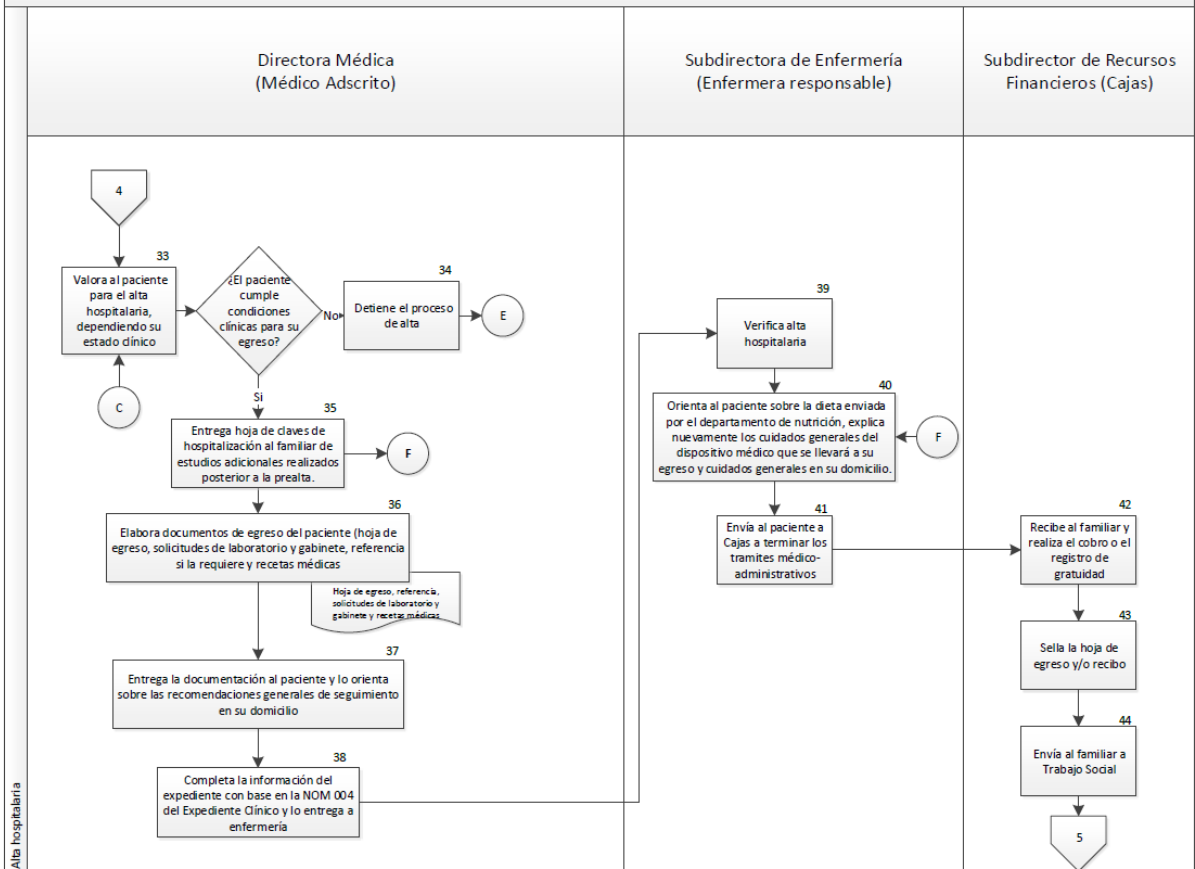 Directora Médica
(Médico Adscrito)
Subdirectora de Enfermería
(Enfermera responsable)
Subdirector de Recursos
Financieros (Cajas)
Alta hospitalaria
4
33
Valora al paciente
para el alta
hospitalaria,
dependiendo su
estado clínico
C
¿El paciente
cumple
condiciones
clínicas para su
egreso?
No
34
Detiene el proceso
de alta
E
Si
35
Entrega hoja de claves de
hospitalización al familiar de
estudios adicionales realizados
posterior a la prealta.
F
36
Elabora documentos de egreso del paciente (hoja de
egreso, solicitudes de laboratorio y gabinete, referencia
si la requiere y recetas médicas
Hoja de egreso, referencia,
solicitudes de laboratorio y
gabinete y recetas médicas
37
Entrega la documentación al paciente y lo orienta
sobre las recomendaciones generales de seguimiento
en su domicilio
38
Completa la información del
expediente con base en la NOM 004
del Expediente Clínico y lo entrega a
enfermería
39
Verifica alta
hospitalaria
40
Orienta al paciente sobre la dieta enviada
por el departamento de nutrición, explica
nuevamente los cuidados generales del
dispositivo médico que se llevará a su
egreso y cuidados generales en su domicilio.
F
41
Envía al paciente a
Cajas a terminar los
tramites médico-
administrativos
42
Recibe al familiar y
realiza el cobro o el
registro de
gratuidad
43
Sella la hoja de
egreso y/o recibo
44
Envía al familiar a
Trabajo Social
5